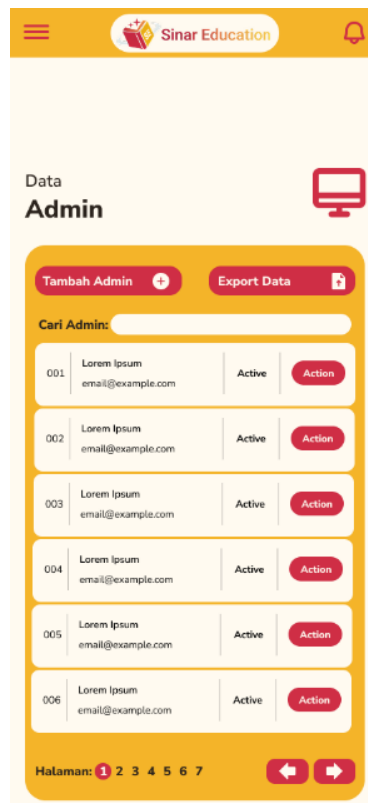 Sinar Education
Data
Admin
Tambah Admin
Export Data
Cari Admin:
001
Lorem Ipsum
email@example.com
Active
Action
002
Lorem Ipsum
email@example.com
Active
Action
003
Lorem Ipsum
email@example.com
Active
Action
004
Lorem Ipsum
email@example.com
Active
Action
005
Lorem Ipsum
email@example.com
Active
Action
006
Lorem Ipsum
email@example.com
Active
Action
Halaman: 1 2 3 4 5 6 7